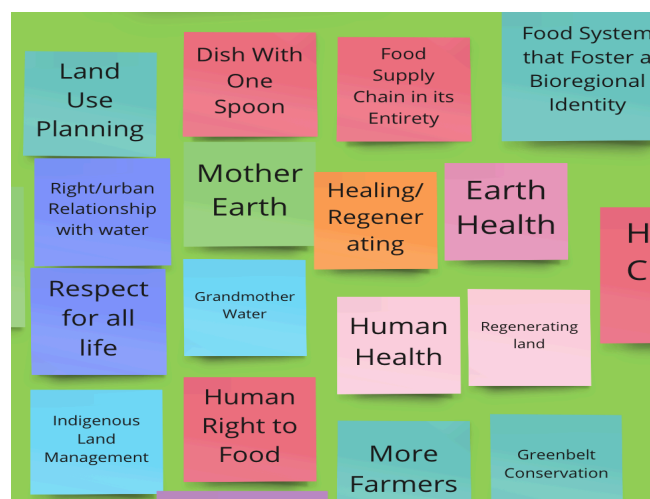 Land
Use
Planning
Dish With
One
Spoon
Food
Supply
Chain in its
Entirety
Food System
that Foster a
Bioregional
Identity
Right/urban
Relationship
with water
Mother
Earth
Healing/
Regener
ating
Earth
Health
Respect
for all
life
Grandmother
Water
Human
Health
Regenerating
land
Indigenous
Land
Management
Human
Right to
Food
More
Farmers
Greenbelt
Conservation